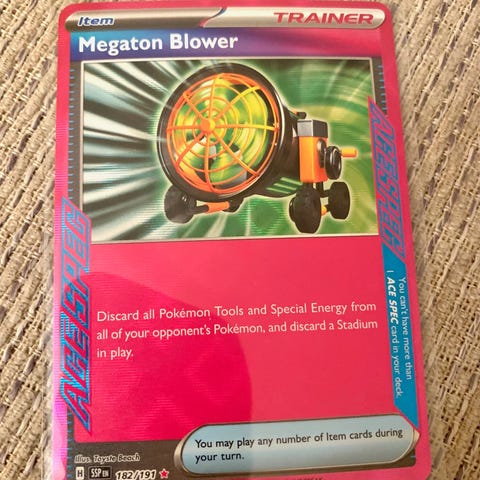 Item
TRAINER
Megaton Blower
ACE SPEC
ACE SPEC
You can't have more than
1 ACE SPEC card in your deck.
Discard all Pokémon Tools and Special Energy from
all of your opponent's Pokémon, and discard a Stadium
in play.
You may play any number of Item cards during
your turn.
Illus. Toyste Beach
H SSP EN 182/191